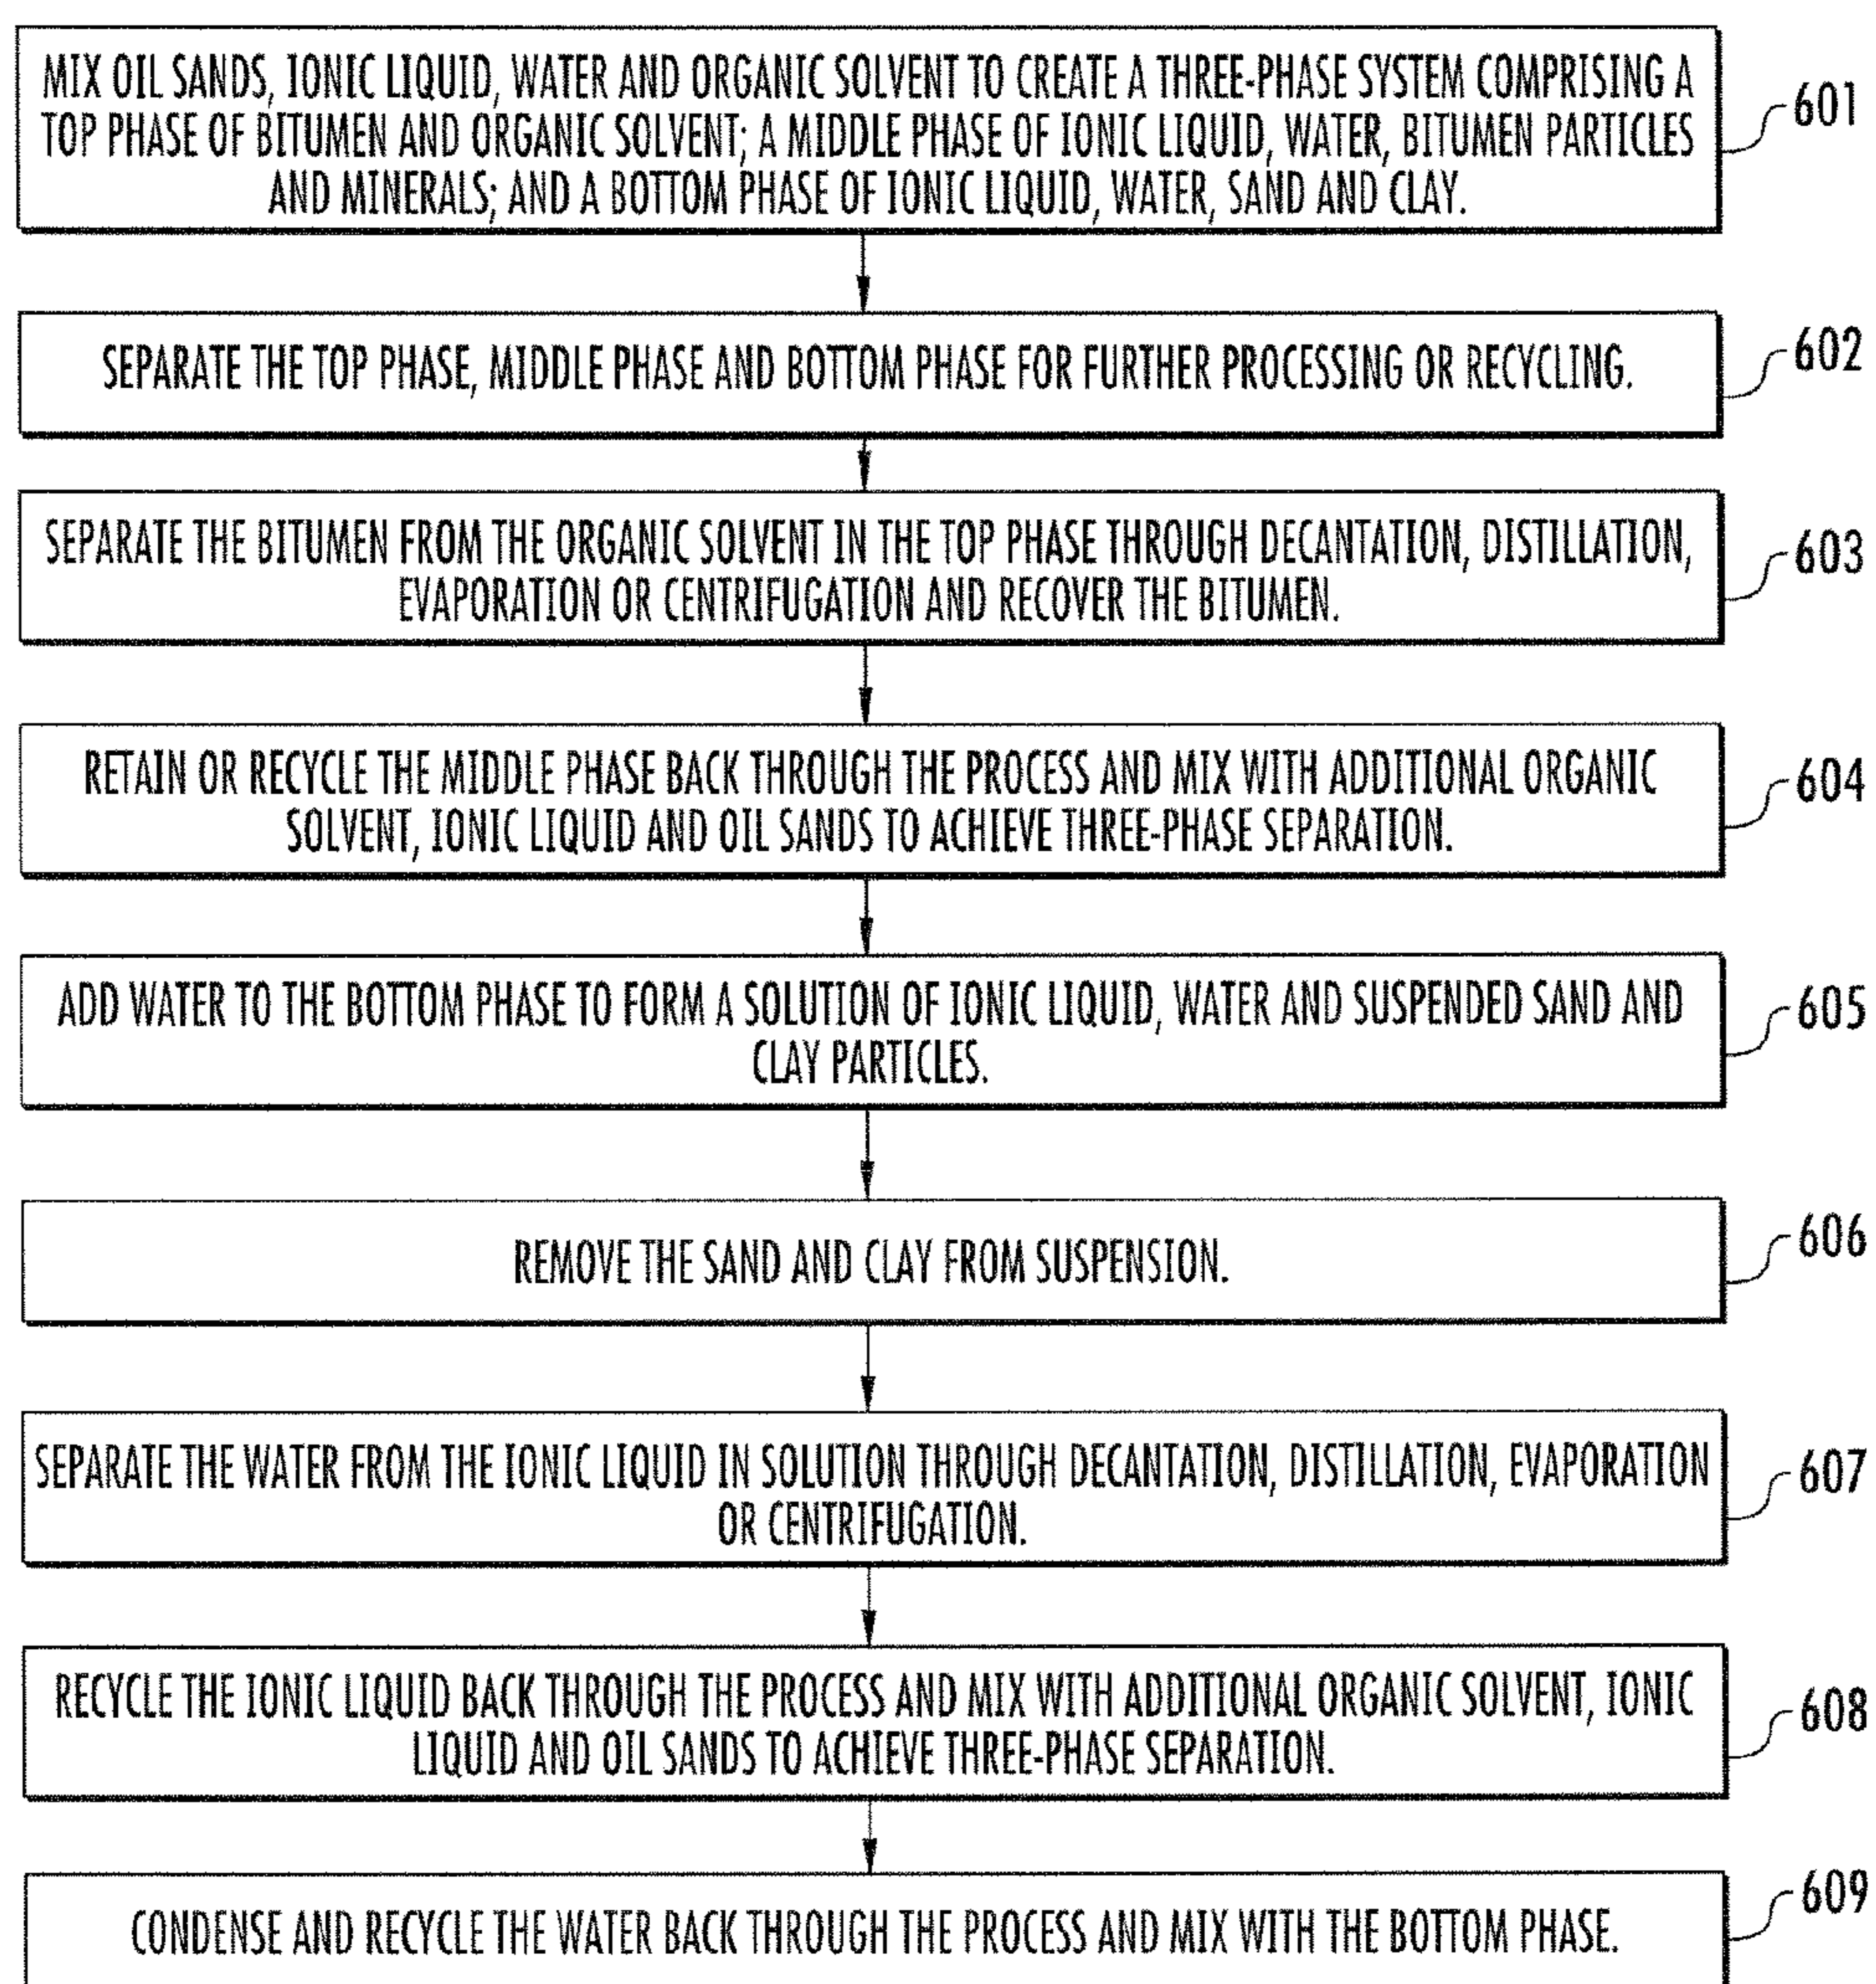 MIX OIL SANDS, IONIC LIQUID, WATER AND ORGANIC SOLVENT TO CREATE A THREE-PHASE SYSTEM COMPRISING A
TOP PHASE OF BITUMEN AND ORGANIC SOLVENT; A MIDDLE PHASE OF IONIC LIQUID, WATER, BITUMEN PARTICLES
AND MINERALS; AND A BOTTOM PHASE OF IONIC LIQUID, WATER, SAND AND CLAY.
601
SEPARATE THE TOP PHASE, MIDDLE PHASE AND BOTTOM PHASE FOR FURTHER PROCESSING OR RECYCLING.
602
SEPARATE THE BITUMEN FROM THE ORGANIC SOLVENT IN THE TOP PHASE THROUGH DECANTATION, DISTILLATION,
EVAPORATION OR CENTRIFUGATION AND RECOVER THE BITUMEN.
603
RETAIN OR RECYCLE THE MIDDLE PHASE BACK THROUGH THE PROCESS AND MIX WITH ADDITIONAL ORGANIC
SOLVENT, IONIC LIQUID AND OIL SANDS TO ACHIEVE THREE-PHASE SEPARATION.
604
ADD WATER TO THE BOTTOM PHASE TO FORM A SOLUTION OF IONIC LIQUID, WATER AND SUSPENDED SAND AND
CLAY PARTICLES.
605
REMOVE THE SAND AND CLAY FROM SUSPENSION.
606
SEPARATE THE WATER FROM THE IONIC LIQUID IN SOLUTION THROUGH DECANTATION, DISTILLATION, EVAPORATION
OR CENTRIFUGATION.
607
RECYCLE THE IONIC LIQUID BACK THROUGH THE PROCESS AND MIX WITH ADDITIONAL ORGANIC SOLVENT, IONIC
LIQUID AND OIL SANDS TO ACHIEVE THREE-PHASE SEPARATION.
608
CONDENSE AND RECYCLE THE WATER BACK THROUGH THE PROCESS AND MIX WITH THE BOTTOM PHASE.
609